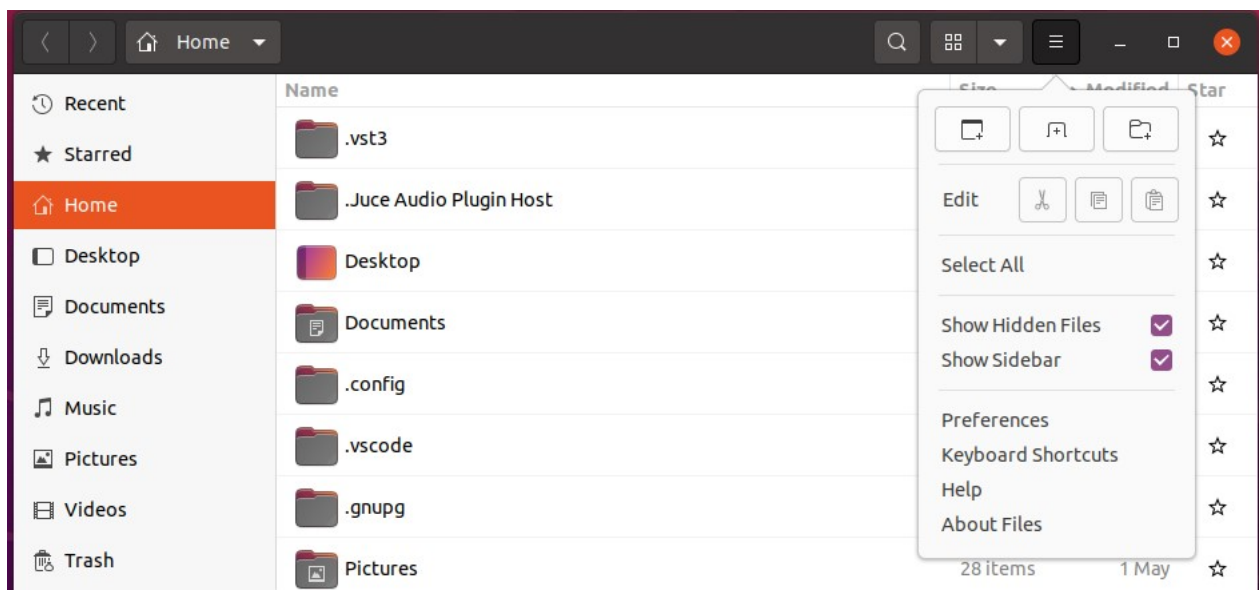 Home
Recent
Starred
Home
Desktop
Documents
Downloads
Music
Pictures
Videos
Trash
Name
Size
Modified
Star
.vst3
.Juce Audio Plugin Host
Desktop
Documents
.config
.vscode
.gnupg
Pictures
28 items
1 May
Edit
Select All
Show Hidden Files
Show Sidebar
Preferences
Keyboard Shortcuts
Help
About Files